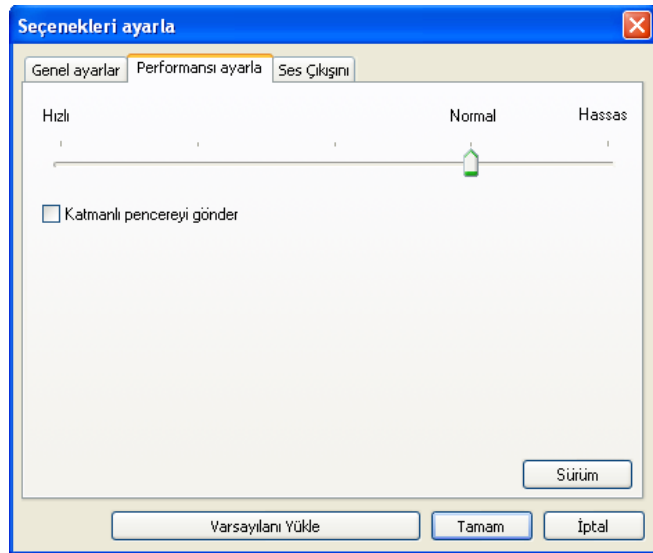 Seçenekleri ayarla
Genel ayarlar Performansı ayarla Ses Çıkışını
Hızlı Normal Hassas
Katmanlı pencereyi gönder
Sürüm
Varsayılanı Yükle Tamam İptal